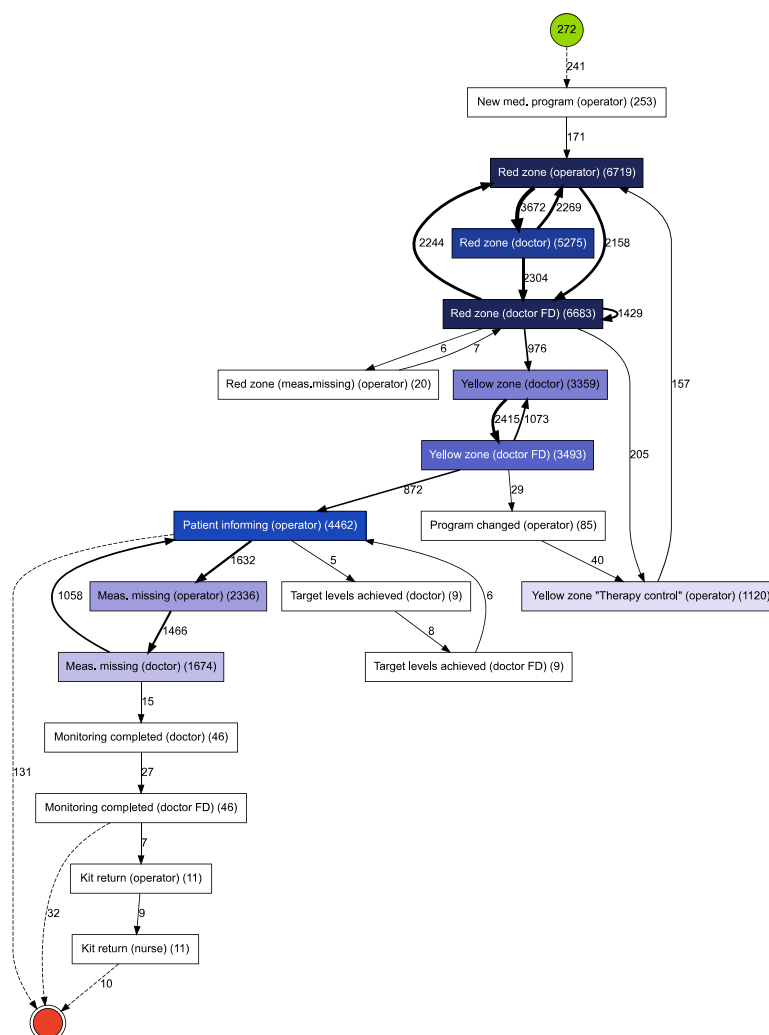 272
241
New med. program (operator) (253)
171
Red zone (operator) (6719)
3672
2269
Red zone (doctor) (5275)
2244
2158
2304
Red zone (doctor FD) (6683)
1429
6
7
976
157
Red zone (meas.missing) (operator) (20)
Yellow zone (doctor) (3359)
2415
1073
Yellow zone (doctor FD) (3493)
205
872
29
Patient informing (operator) (4462)
Program changed (operator) (85)
1632
5
40
1058
Meas. missing (operator) (2336)
Target levels achieved (doctor) (9)
6
Yellow zone "Therapy control" (operator) (1120)
1466
8
Meas. missing (doctor) (1674)
Target levels achieved (doctor FD) (9)
15
Monitoring completed (doctor) (46)
131
27
Monitoring completed (doctor FD) (46)
7
Kit return (operator) (11)
32
9
Kit return (nurse) (11)
10